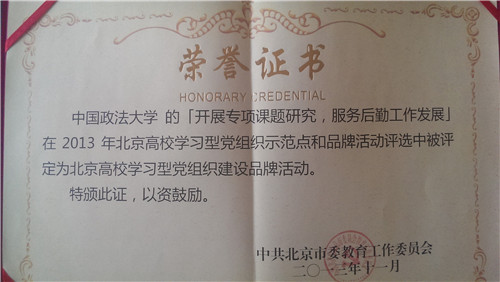 荣誉证书
HONORARY CREDENTIAL
中国政法大学 的「开展专项课题研究，服务后勤工作发展」
在 2013 年北京高校学习型党组织示范点和品牌活动评选中被评
定为北京高校学习型党组织建设品牌活动。
特颁此证，以资鼓励。
中共北京市委教育工作委员会
二〇一三年十一月